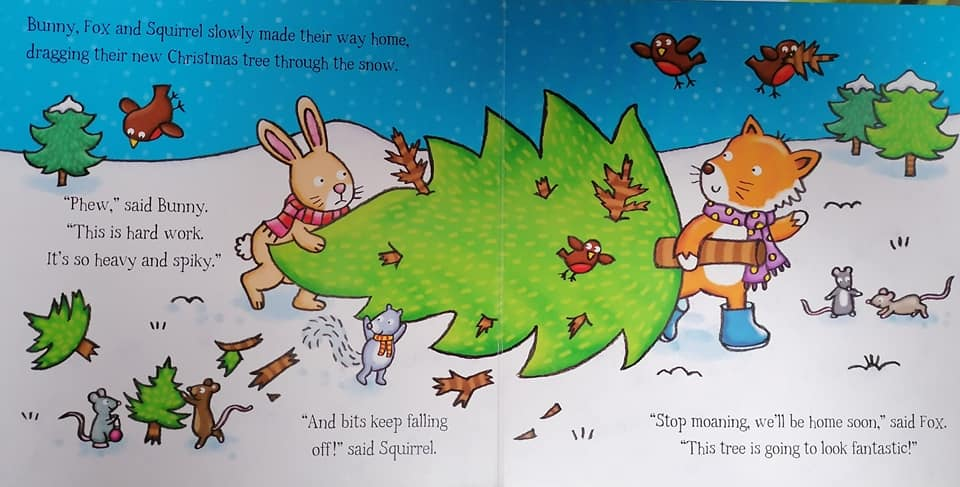 Bunny, Fox and Squirrel slowly made their way home,
dragging their new Christmas tree through the snow.
“Phew,” said Bunny.
“This is hard work.
It’s so heavy and spiky.”
“And bits keep falling
off!” said Squirrel.
“Stop moaning, we’ll be home soon,” said Fox.
“This tree is going to look fantastic!”